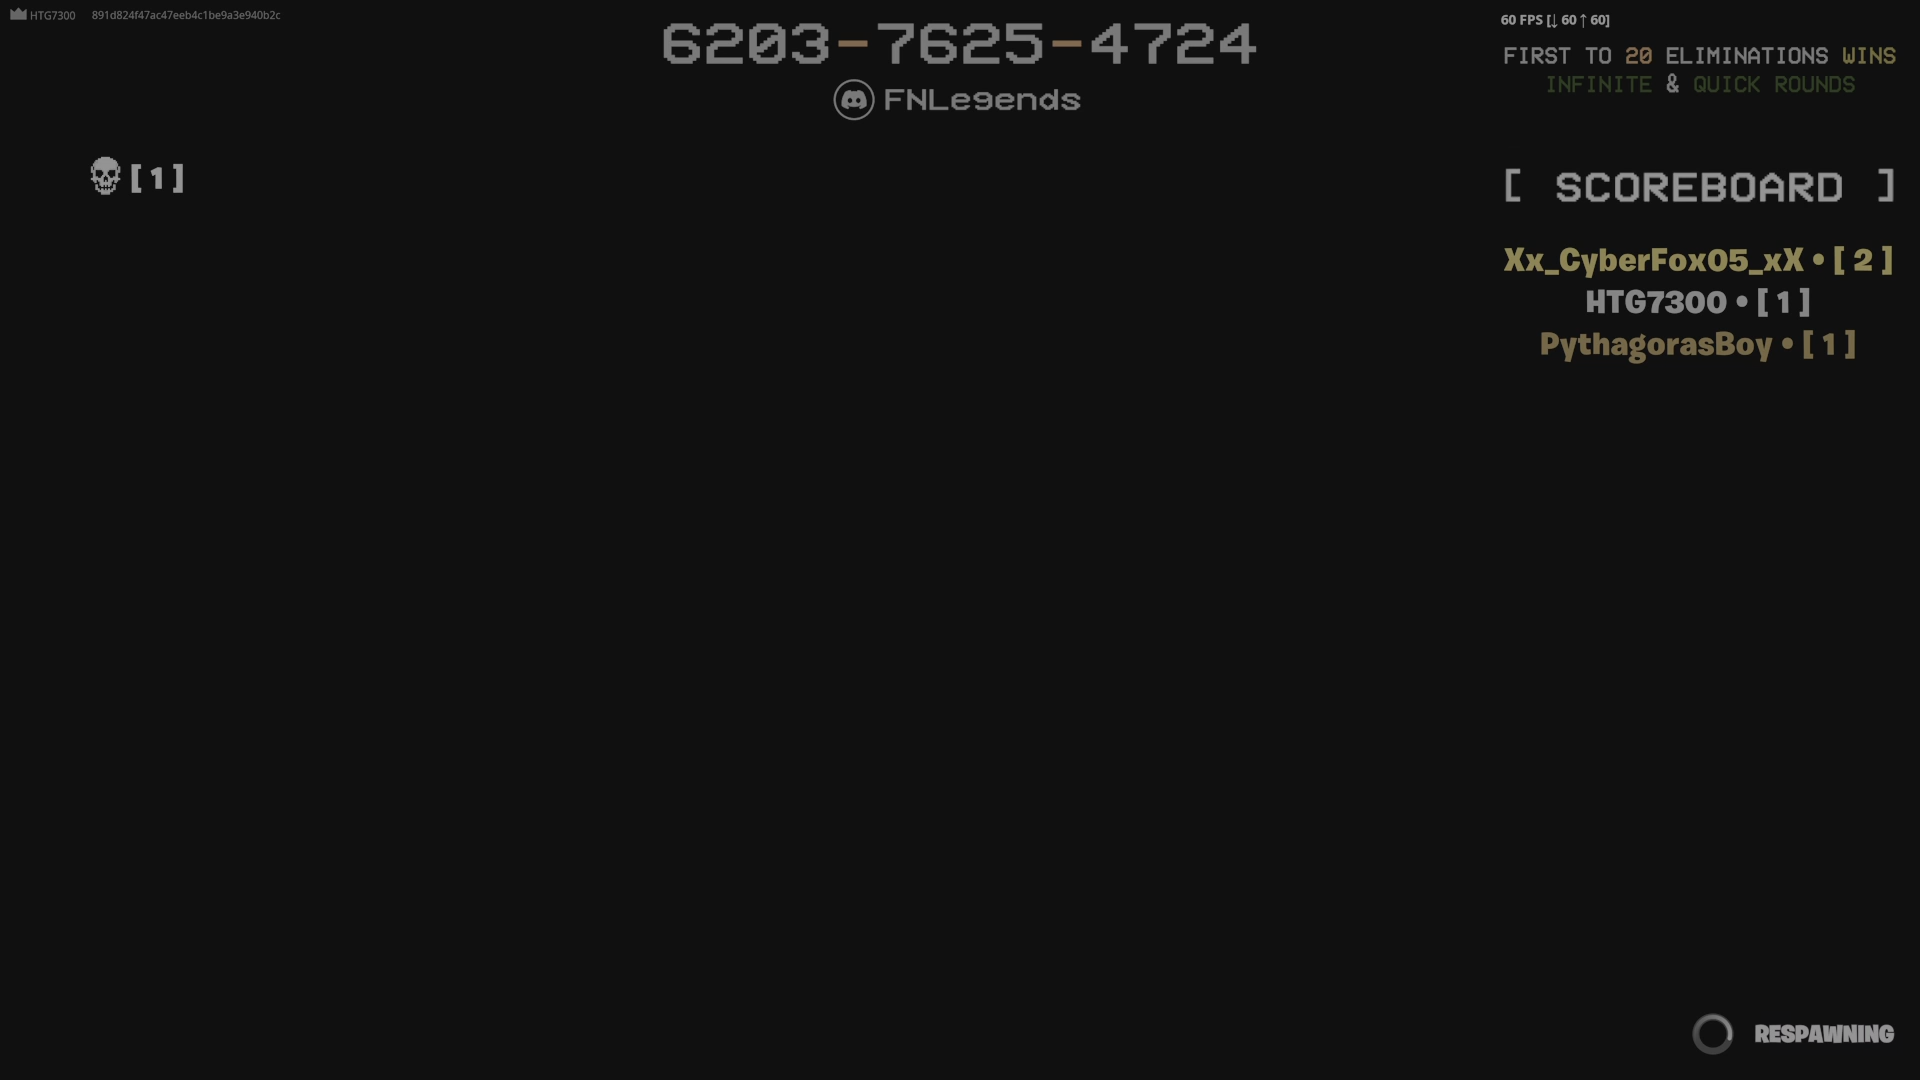 HTG7300 891d824f47ac47eeb4c1be9a3e940b2c
6203-7625-4724
FNLegends
60 FPS [↓ 60 ↑ 60]
FIRST TO 20 ELIMINATIONS WINS
INFINITE & QUICK ROUNDS
[ 1 ]
[ SCOREBOARD ]
Xx_CyberFox05_xX • [ 2 ]
HTG7300 • [ 1 ]
PythagorasBoy • [ 1 ]
RESPAWNING